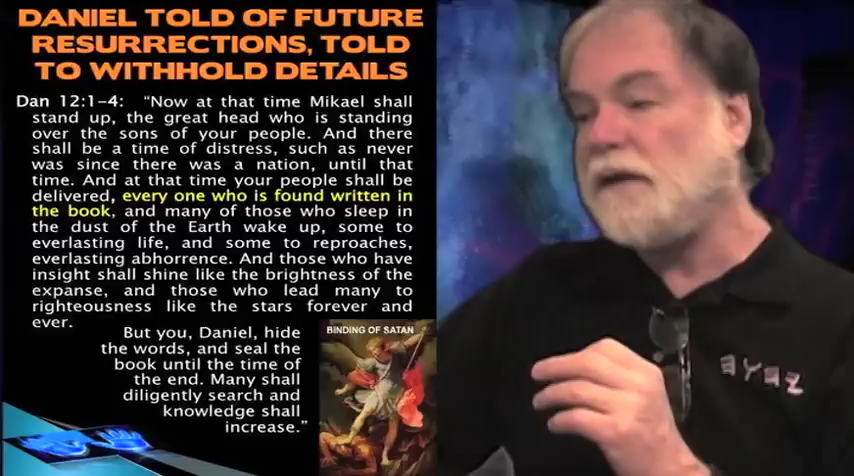 DANIEL TOLD OF FUTURE
RESURRECTIONS, TOLD
TO WITHHOLD DETAILS
Dan 12:1-4: “Now at that time Mikael shall
stand up, the great head who is standing
over the sons of your people. And there
shall be a time of distress, such as never
was since there was a nation, until that
time. And at that time your people shall be
delivered, every one who is found written in
the book, and many of those who sleep in
the dust of the Earth wake up, some to
everlasting life, and some to reproaches,
everlasting abhorrence. And those who have
insight shall shine like the brightness of the
expanse, and those who lead many to
righteousness like the stars forever and
ever.
But you, Daniel, hide
the words, and seal the
book until the time of
the end. Many shall
diligently search and
knowledge shall
increase.”
BINDING OF SATAN